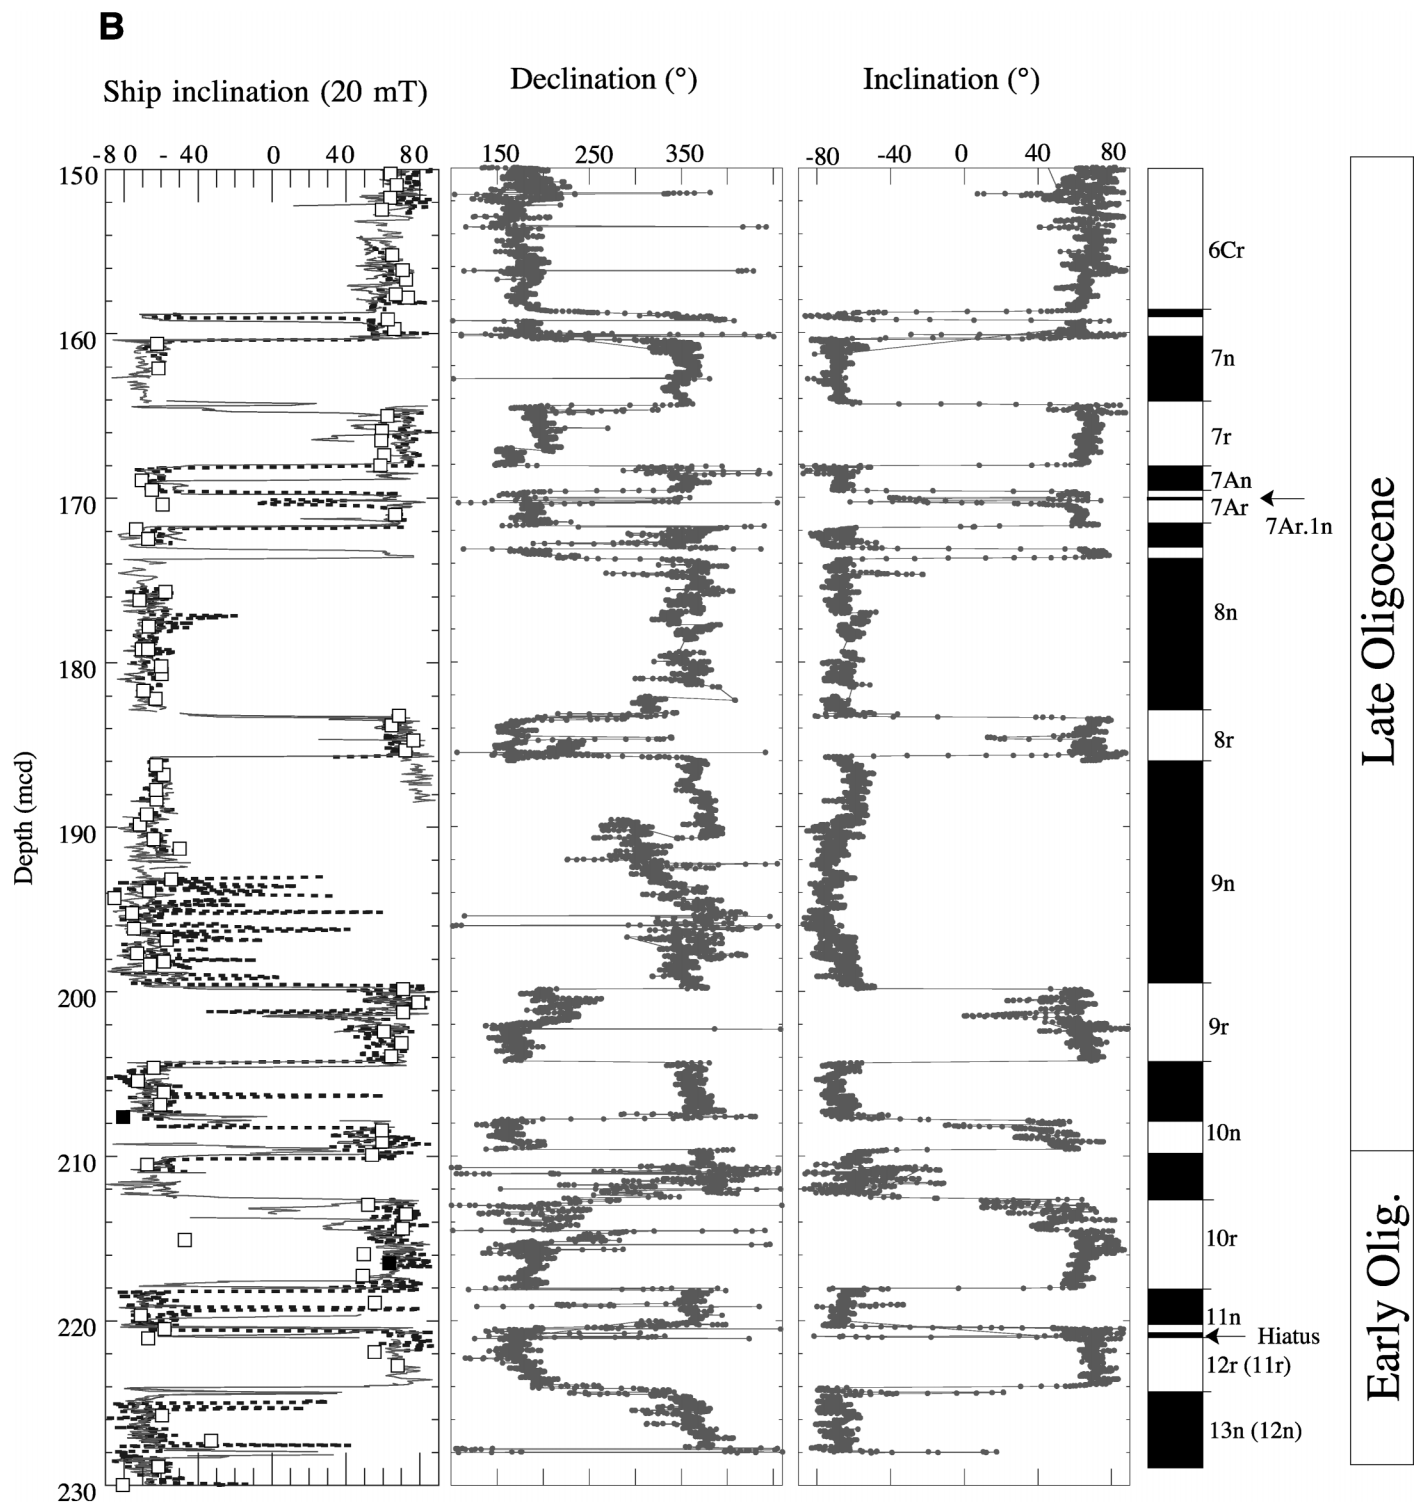 B
Ship inclination (20 mT)
Declination (°)
Inclination (°)
-8 0 - 40 0 40 80
150 250 350
-80 -40 0 40 80
150
160
170
180
190
200
210
220
230
Depth (mcd)
6Cr
7n
7r
7An
7Ar
7Ar.1n
8n
8r
9n
9r
10n
10r
11n
Hiatus
12r (11r)
13n (12n)
Late Oligocene
Early Olig.